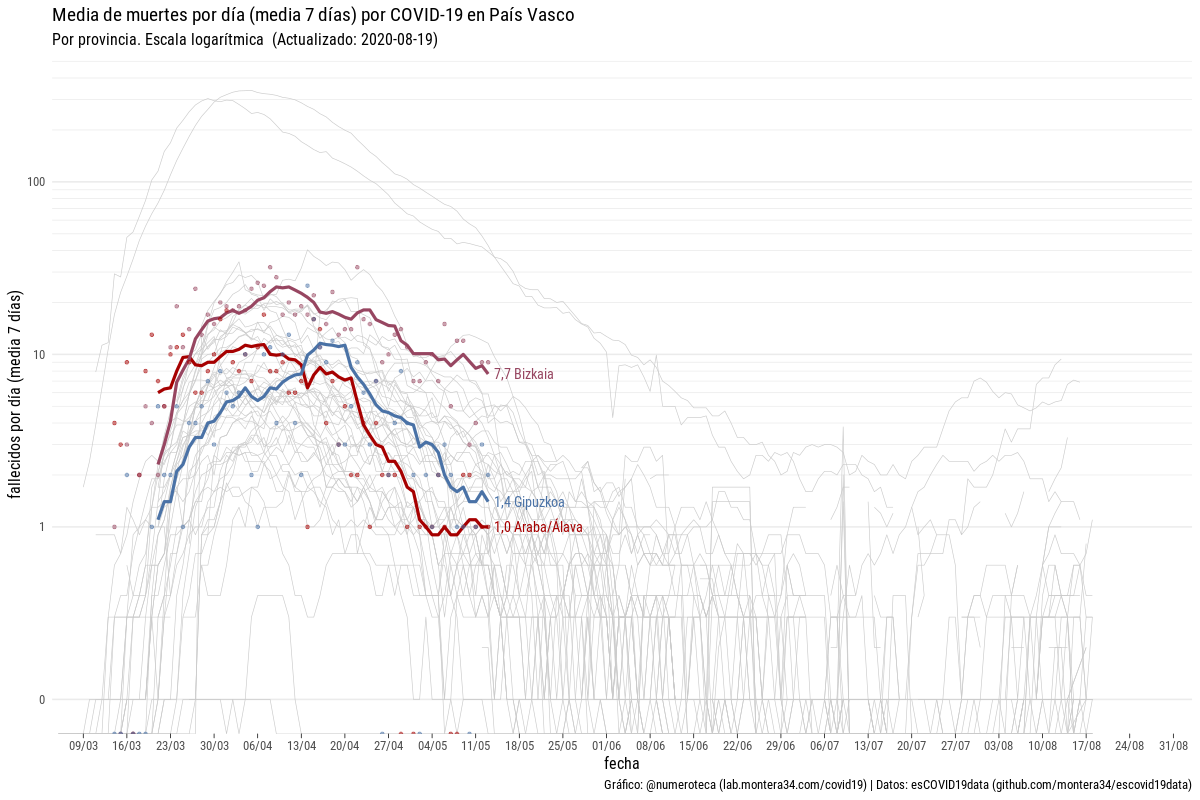 Media de muertes por día (media 7 días) por COVID-19 en País Vasco
Por provincia. Escala logarítmica (Actualizado: 2020-08-19)
fallecidos por día (media 7 días)
100
10
1
0
7,7 Bizkaia
1,4 Gipuzkoa
1,0 Araba/Álava
09/03 16/03 23/03 30/03 06/04 13/04 20/04 27/04 04/05 11/05 18/05 25/05 01/06 08/06 15/06 22/06 29/06 06/07 13/07 20/07 27/07 03/08 10/08 17/08 24/08 31/08
fecha
Gráfico: @numeroteca (lab.montera34.com/covid19) | Datos: esCOVID19data (github.com/montera34/escovid19data)